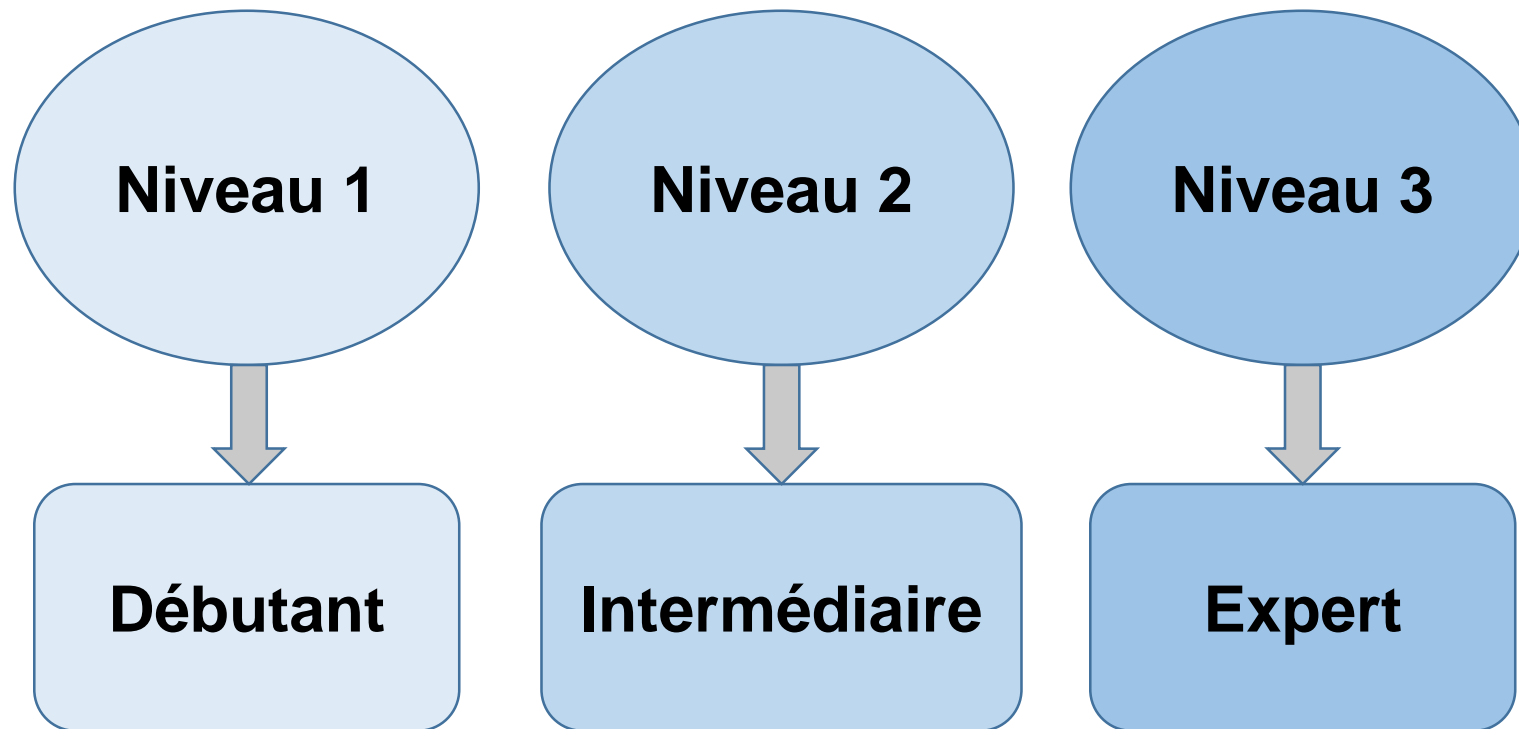 Niveau 1
Niveau 2
Niveau 3
Débutant
Intermédiaire
Expert